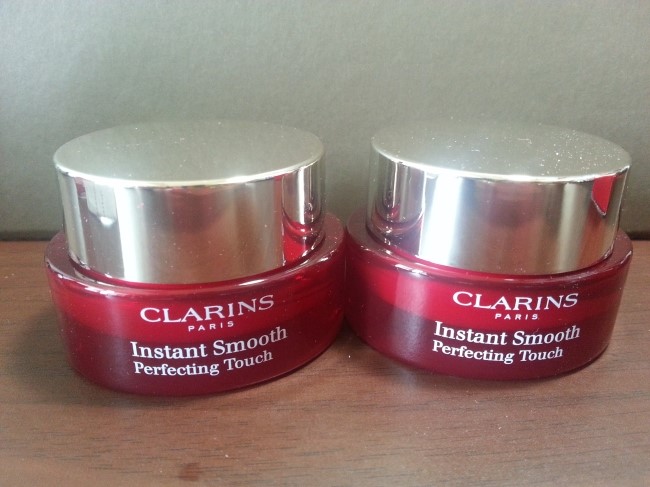 CLARINS
PARIS
Instant Smooth
Perfecting Touch
CLARINS
PARIS
Instant Smooth
Perfecting Touch